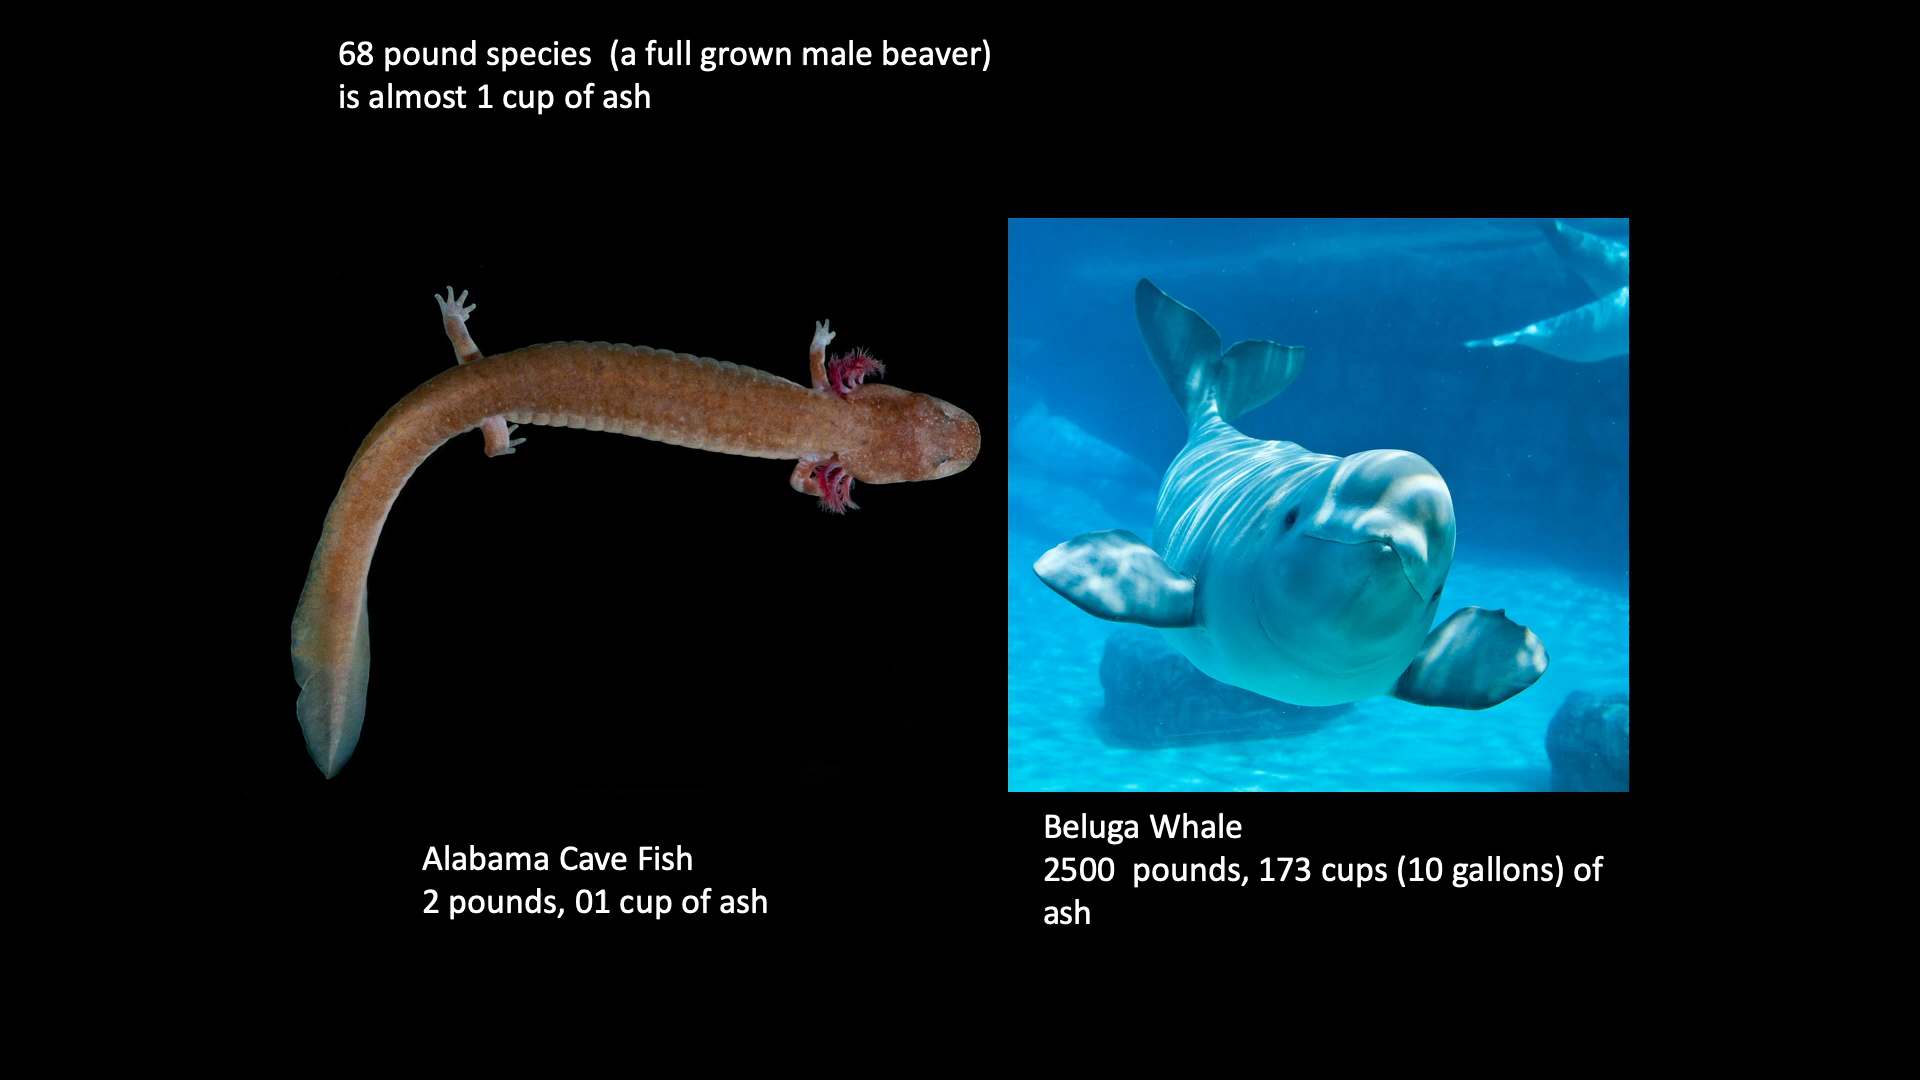 68 pound species  (a full grown male beaver)
is almost 1 cup of ash
Alabama Cave Fish
2 pounds, 01 cup of ash
Beluga Whale
2500  pounds, 173 cups (10 gallons) of
ash